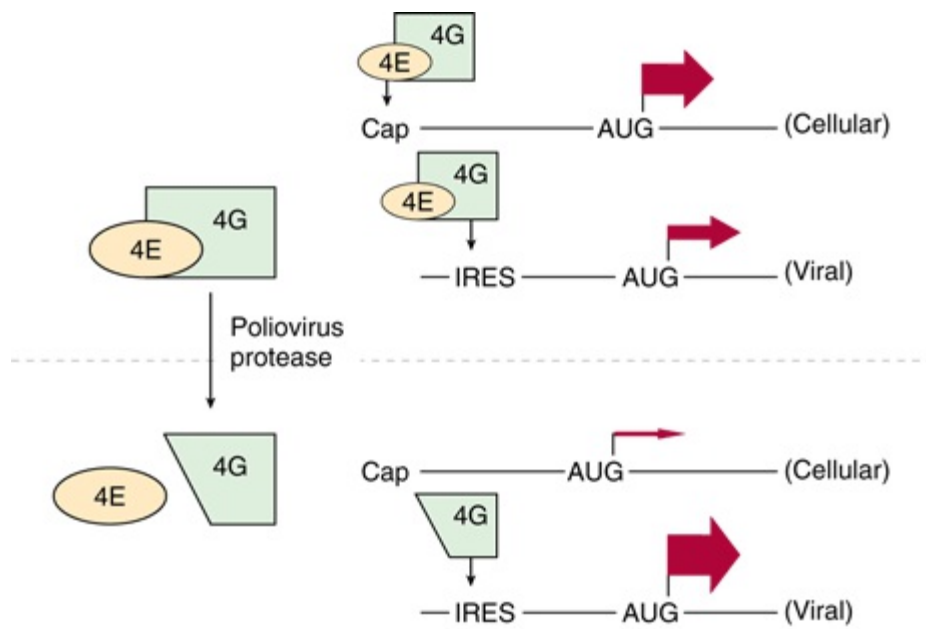 4G
4E
Cap AUG (Cellular)
4G
4E
IRES AUG (Viral)
4G
4E
Poliovirus
protease
4G
4E
Cap AUG (Cellular)
4G
IRES AUG (Viral)